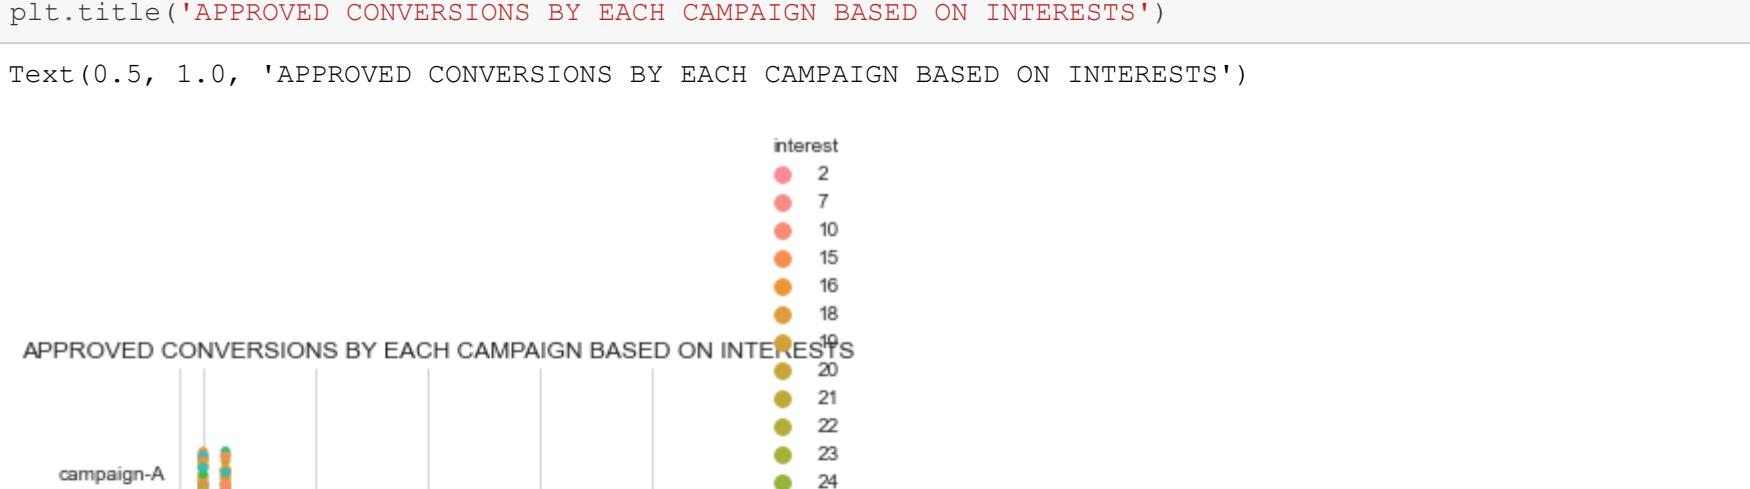 plt.title('APPROVED CONVERSIONS BY EACH CAMPAIGN BASED ON INTERESTS')
Text(0.5, 1.0, 'APPROVED CONVERSIONS BY EACH CAMPAIGN BASED ON INTERESTS')
interest
2
7
10
15
16
18
19
APPROVED CONVERSIONS BY EACH CAMPAIGN BASED ON INTERESTS
20
21
22
23
campaign-A
24